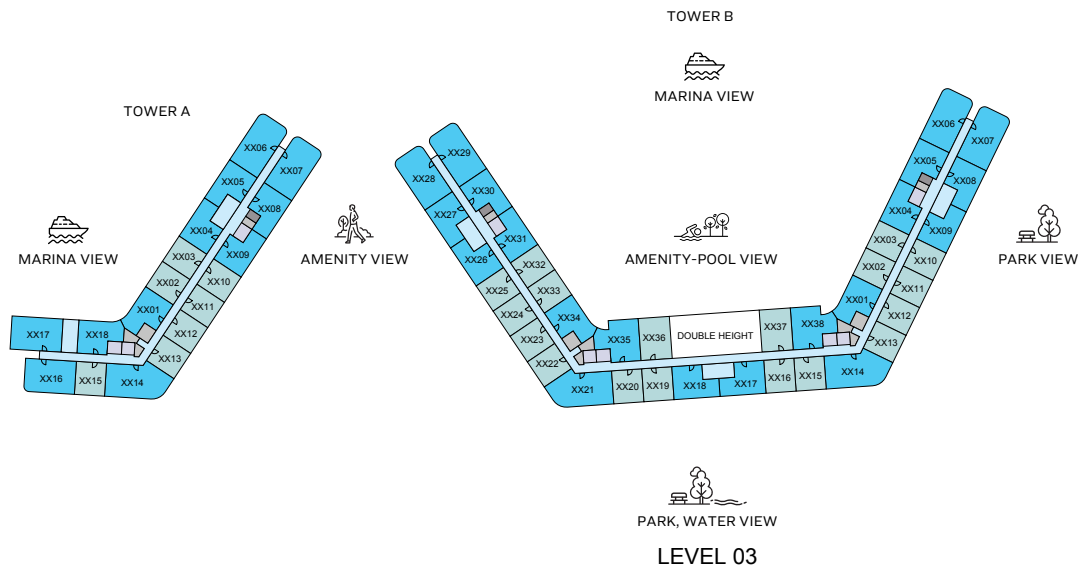 TOWER B
MARINA VIEW
TOWER A
XX06
XX07
XX05
XX08
XX04
XX09
XX03
XX10
XX02
XX11
XX01
XX12
XX13
XX17
XX18
XX16
XX15
XX14
MARINA VIEW
AMENITY VIEW
XX29
XX28
XX30
XX27
XX31
XX26
XX32
XX25
XX33
XX24
XX34
XX23
XX35
XX22
XX36
XX21
XX20
XX19
XX18
XX17
XX16
XX15
XX14
DOUBLE HEIGHT
XX37
XX38
XX06
XX07
XX05
XX08
XX04
XX09
XX03
XX10
XX02
XX11
XX01
XX12
XX13
AMENITY-POOL VIEW
PARK VIEW
PARK, WATER VIEW
LEVEL 03